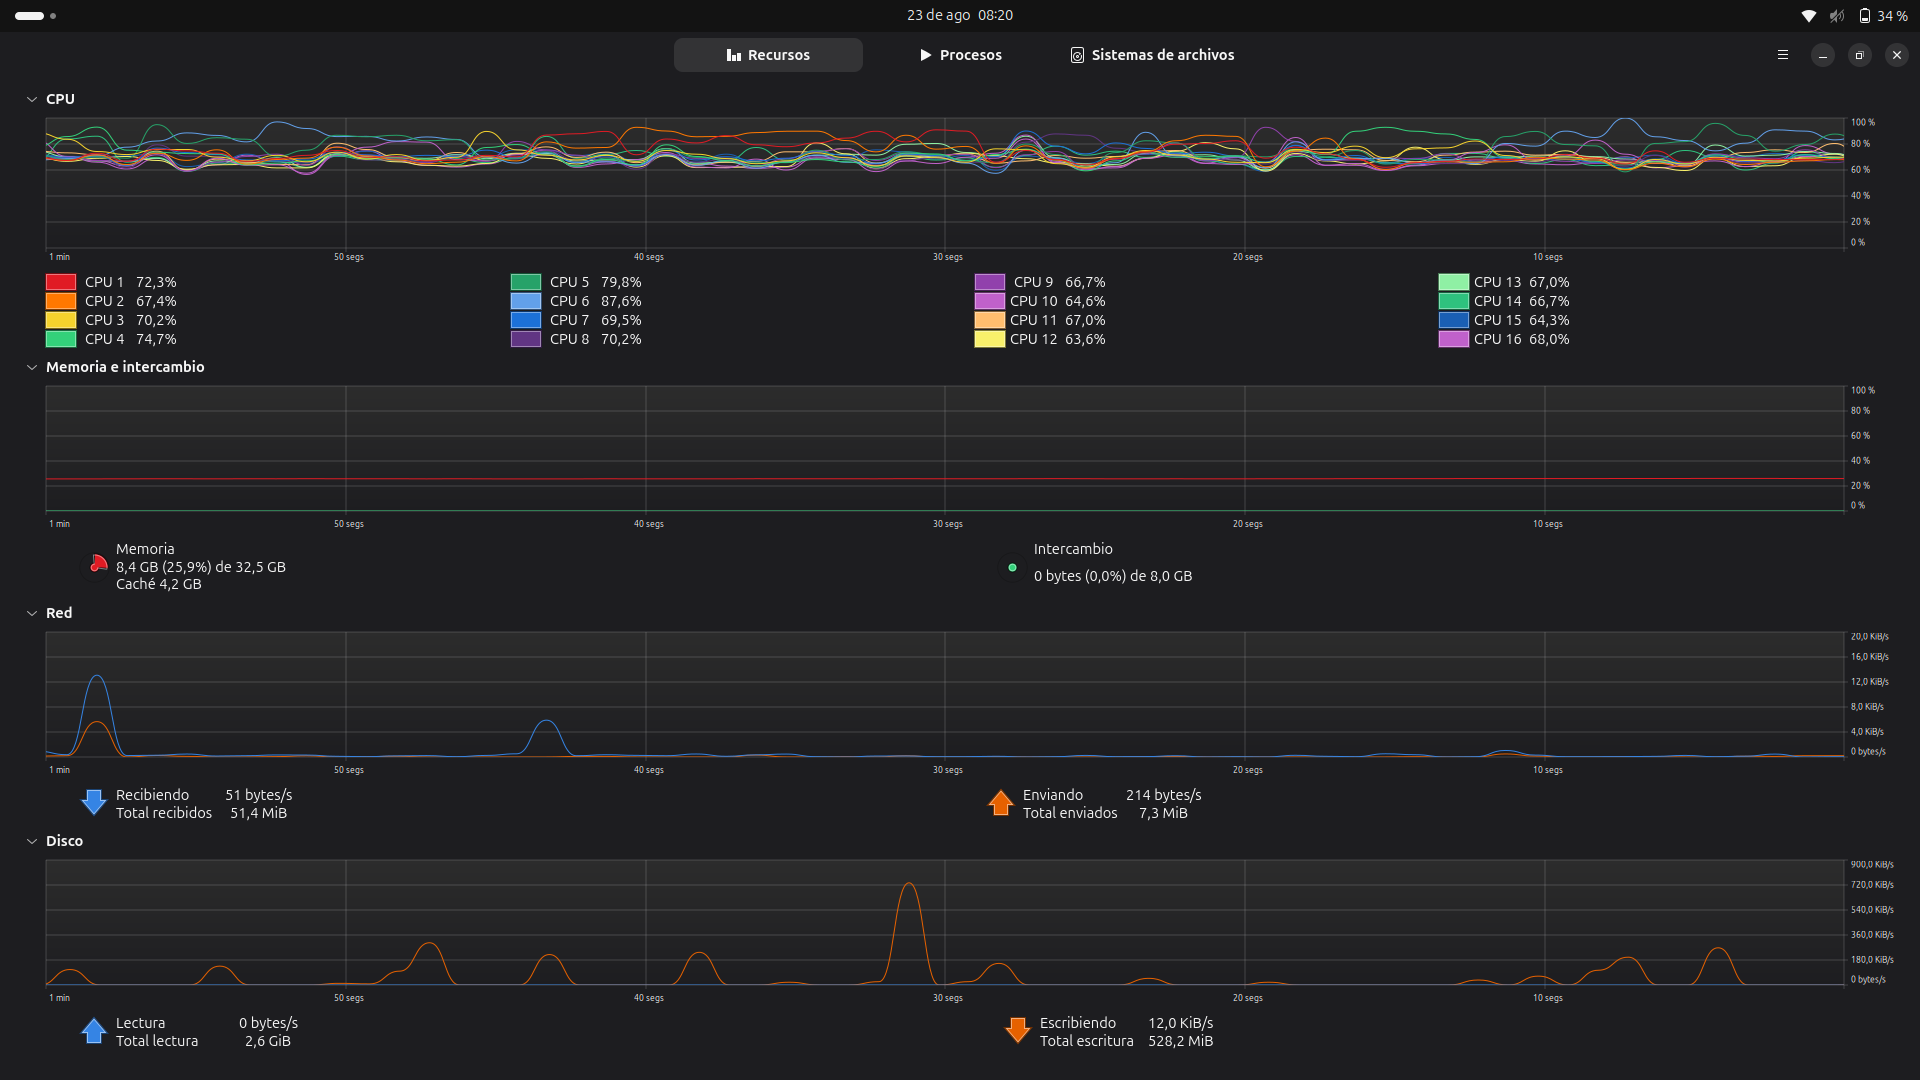 23 de ago 08:20
34 %
Recursos
Procesos
Sistemas de archivos
CPU
100 %
80 %
60 %
40 %
20 %
0 %
1 min 50 segs 40 segs 30 segs 20 segs 10 segs
CPU 1 72,3% CPU 5 79,8% CPU 9 66,7% CPU 13 67,0%
CPU 2 67,4% CPU 6 87,6% CPU 10 64,6% CPU 14 66,7%
CPU 3 70,2% CPU 7 69,5% CPU 11 67,0% CPU 15 64,3%
CPU 4 74,7% CPU 8 70,2% CPU 12 63,6% CPU 16 68,0%
Memoria e intercambio
100 %
80 %
60 %
40 %
20 %
0 %
1 min 50 segs 40 segs 30 segs 20 segs 10 segs
Memoria
8,4 GB (25,9%) de 32,5 GB
Caché 4,2 GB
Intercambio
0 bytes (0,0%) de 8,0 GB
Red
20,0 KiB/s
16,0 KiB/s
12,0 KiB/s
8,0 KiB/s
4,0 KiB/s
0 bytes/s
1 min 50 segs 40 segs 30 segs 20 segs 10 segs
Recibiendo 51 bytes/s
Total recibidos 51,4 MiB
Enviando 214 bytes/s
Total enviados 7,3 MiB
Disco
900,0 KiB/s
720,0 KiB/s
540,0 KiB/s
360,0 KiB/s
180,0 KiB/s
0 bytes/s
1 min 50 segs 40 segs 30 segs 20 segs 10 segs
Lectura 0 bytes/s
Total lectura 2,6 GiB
Escribiendo 12,0 KiB/s
Total escritura 528,2 MiB